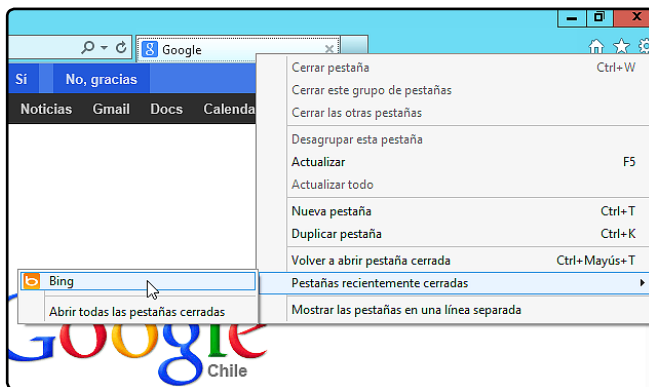 Google
Sí No, gracias
Noticias Gmail Docs Calenda
Cerrar pestaña Ctrl+W
Cerrar este grupo de pestañas
Cerrar las otras pestañas
Desagrupar esta pestaña
Actualizar F5
Actualizar todo
Nueva pestaña Ctrl+T
Duplicar pestaña Ctrl+K
Volver a abrir pestaña cerrada Ctrl+Mayús+T
Pestañas recientemente cerradas
Mostrar las pestañas en una línea separada
Bing
Abrir todas las pestañas cerradas
Google
Chile